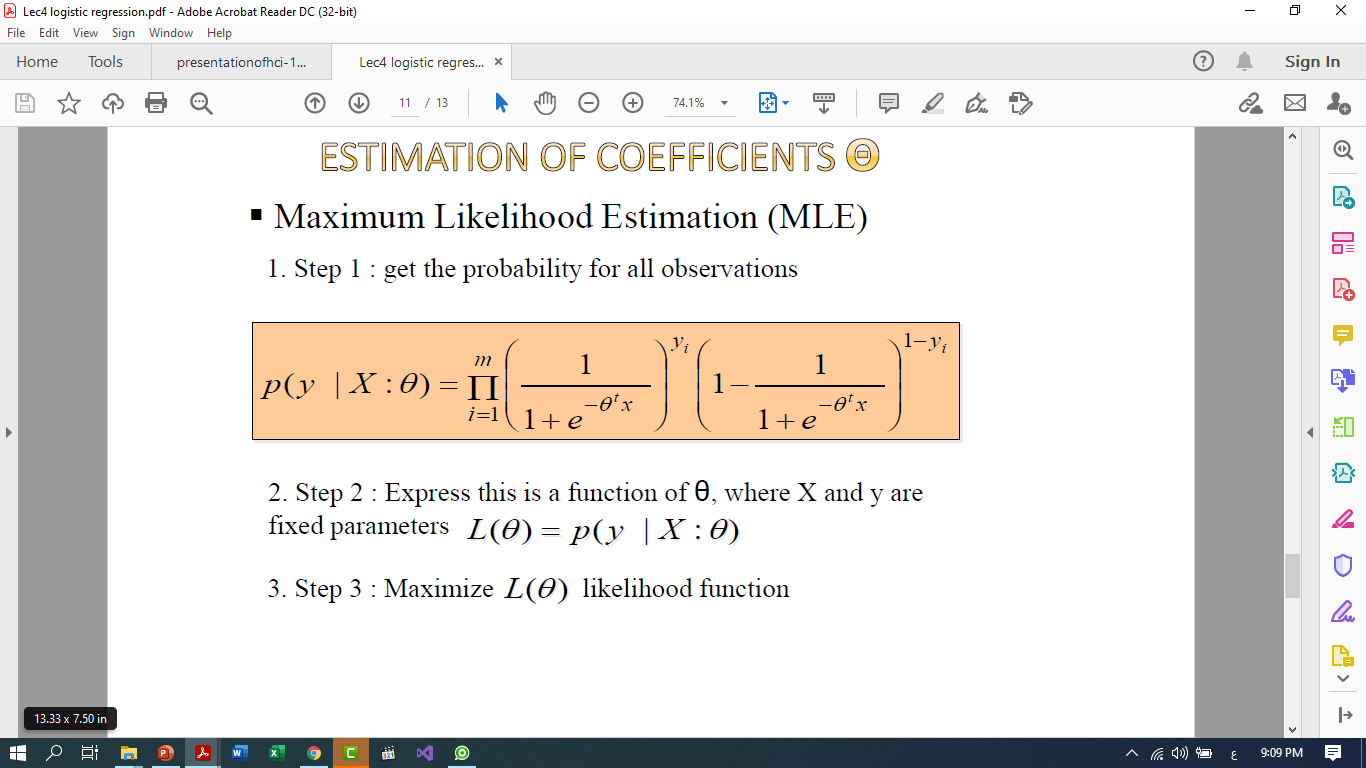 Lec4 logistic regression.pdf - Adobe Acrobat Reader DC (32-bit)
File Edit View Sign Window Help
Home Tools presentationofhci-1... Lec4 logistic regres... × Sign In
11 / 13 74.1%
ESTIMATION OF COEFFICIENTS Θ
▪ Maximum Likelihood Estimation (MLE)
1. Step 1 : get the probability for all observations
p(y | X : θ) = ∏_{i=1}^{m} (1 / (1 + e^{-θ^t x}))^{y_i} (1 - 1 / (1 + e^{-θ^t x}))^{1-y_i}
2. Step 2 : Express this is a function of θ, where X and y are
fixed parameters L(θ) = p(y | X : θ)
3. Step 3 : Maximize L(θ) likelihood function
13.33 x 7.50 in
ع 9:09 PM